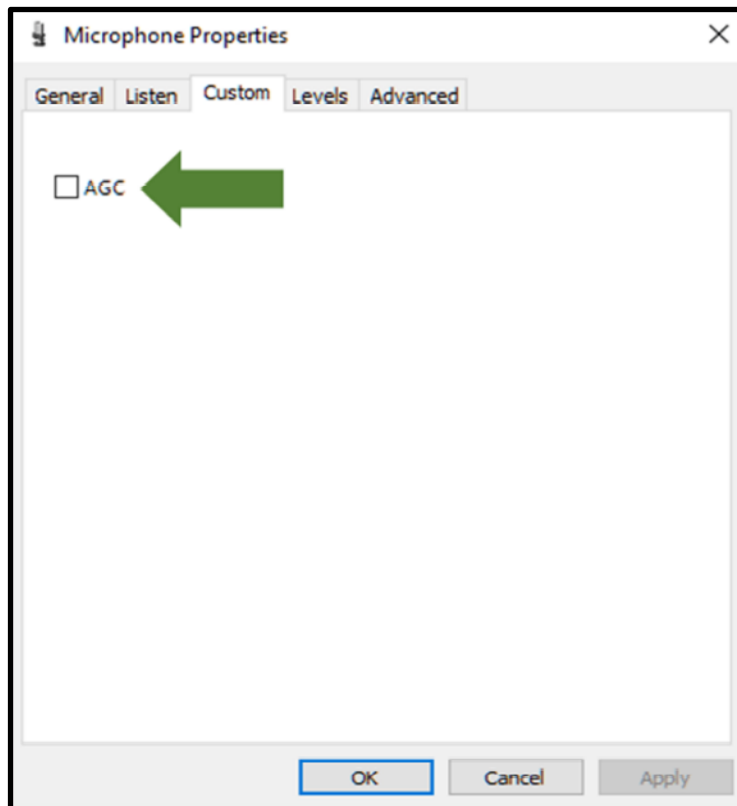 Microphone Properties
General Listen Custom Levels Advanced
AGC
OK Cancel Apply